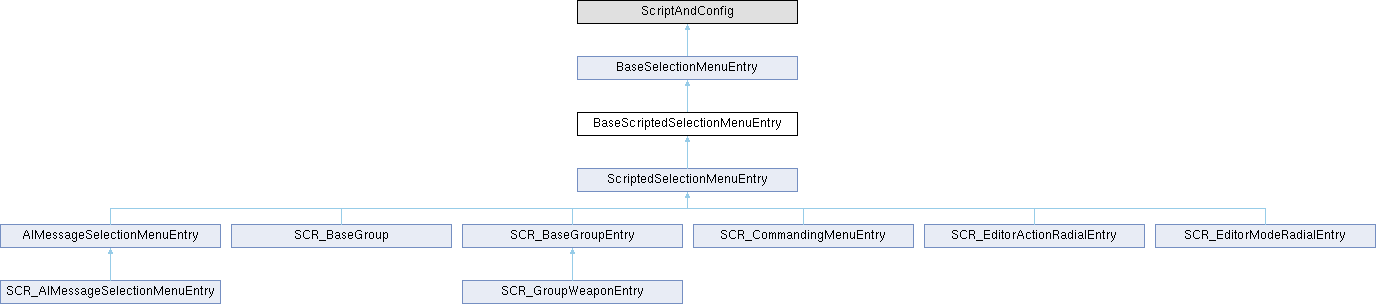 ScriptAndConfig
BaseSelectionMenuEntry
BaseScriptedSelectionMenuEntry
ScriptedSelectionMenuEntry
AIMessageSelectionMenuEntry
SCR_BaseGroup
SCR_BaseGroupEntry
SCR_CommandingMenuEntry
SCR_EditorActionRadialEntry
SCR_EditorModeRadialEntry
SCR_AIMessageSelectionMenuEntry
SCR_GroupWeaponEntry